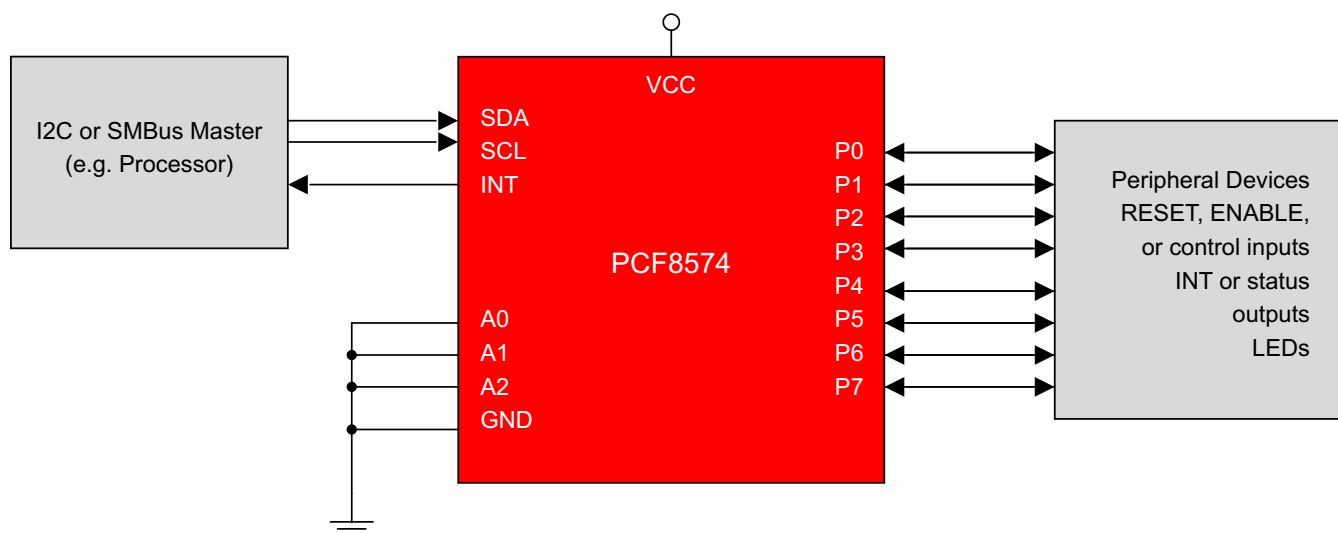 I2C or SMBus Master
(e.g. Processor)
VCC
SDA
SCL
INT
A0
A1
A2
GND
PCF8574
P0
P1
P2
P3
P4
P5
P6
P7
Peripheral Devices
RESET, ENABLE,
or control inputs
INT or status
outputs
LEDs